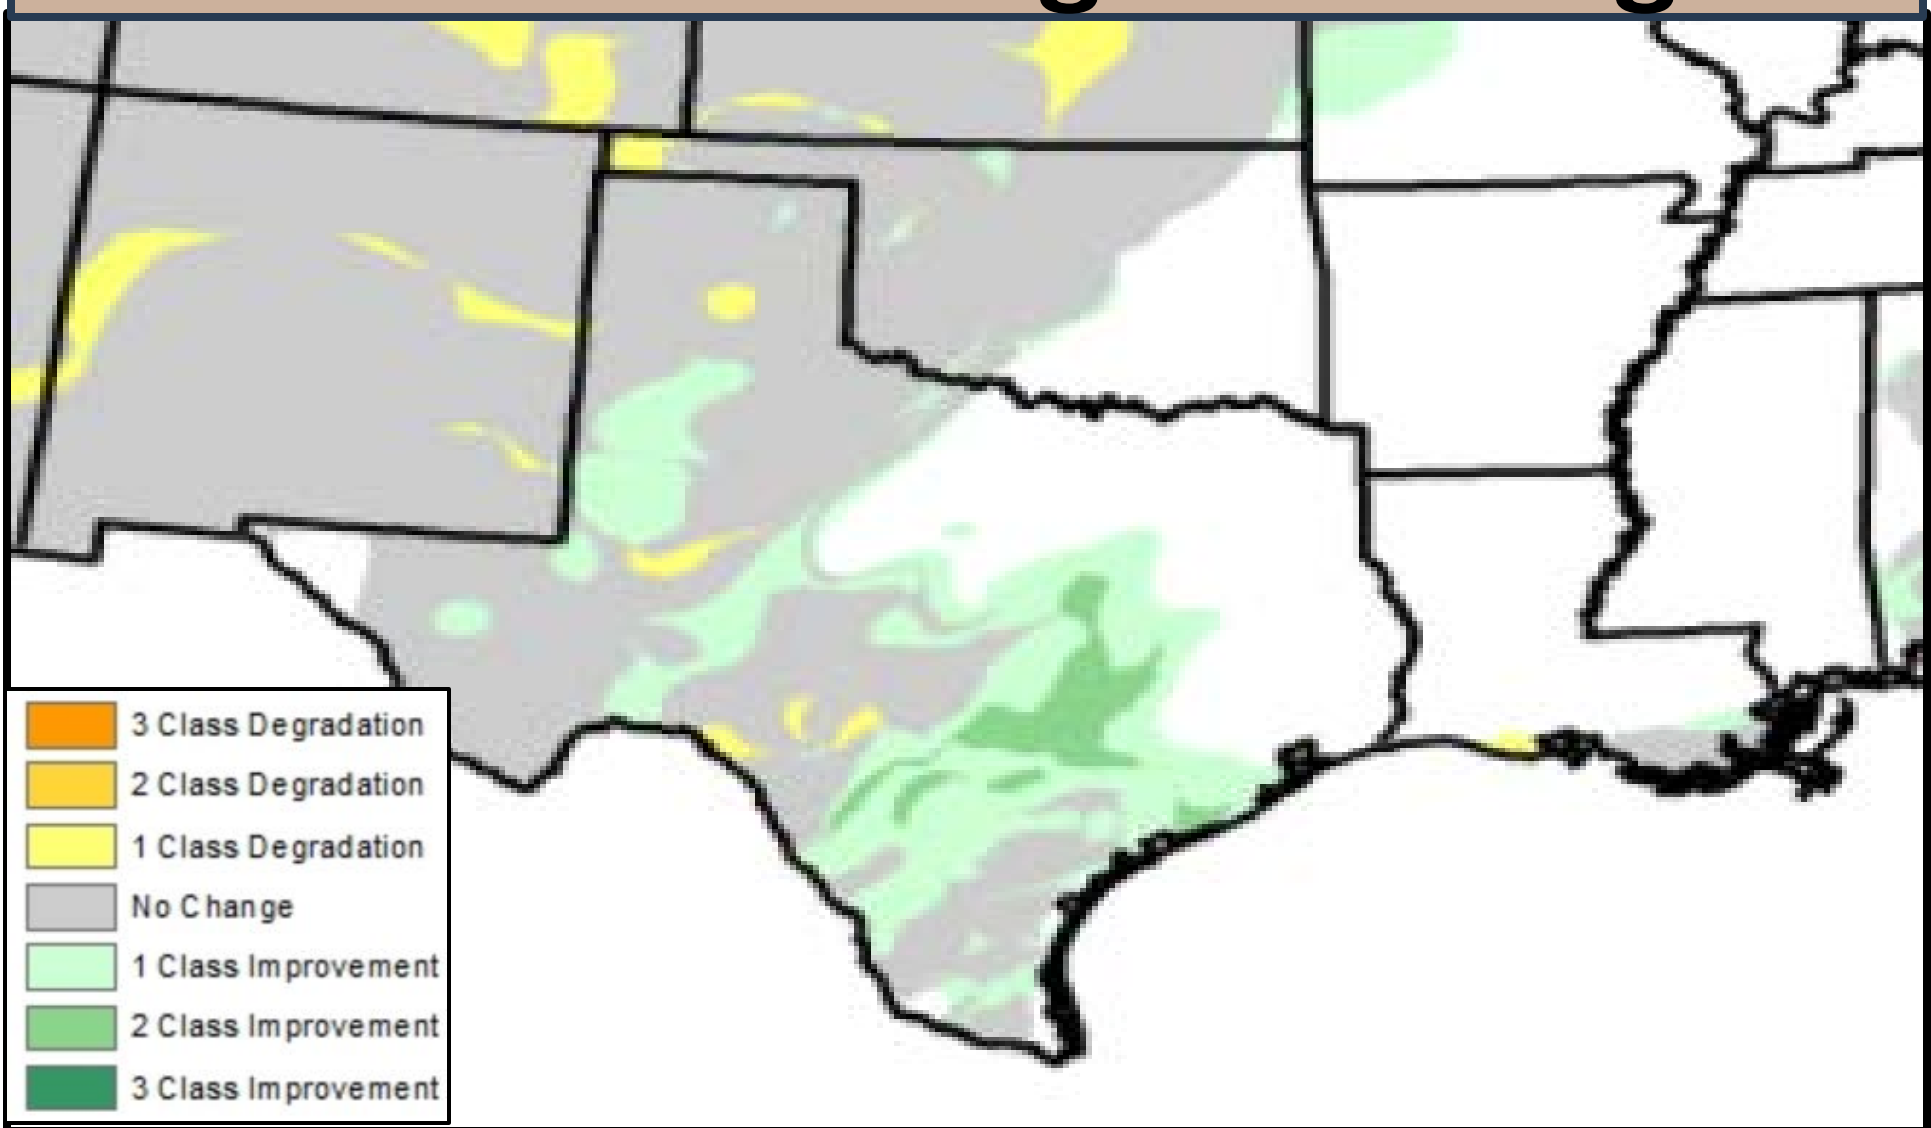 3 Class Degradation
2 Class Degradation
1 Class Degradation
No Change
1 Class Improvement
2 Class Improvement
3 Class Improvement